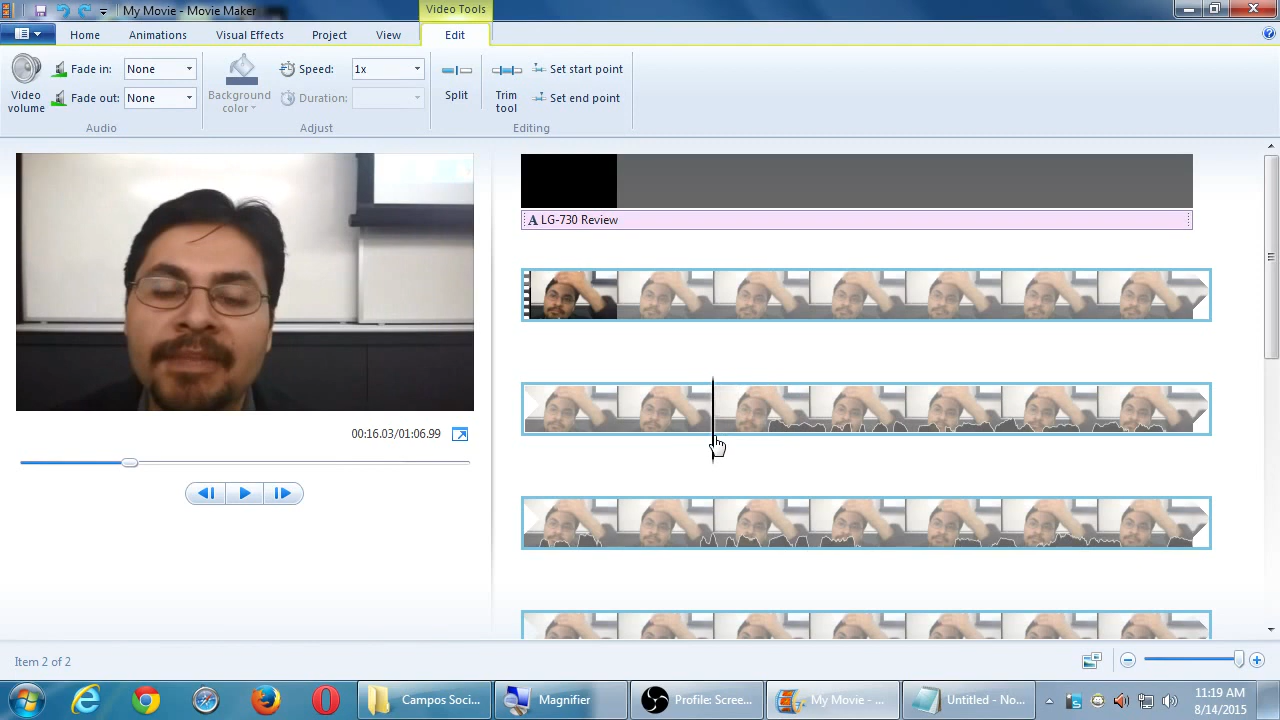 My Movie - Movie Maker
Video Tools
Home
Animations
Visual Effects
Project
View
Edit
Video volume
Fade in:
None
Fade out:
None
Audio
Background color
Speed:
1x
Duration:
Adjust
Split
Trim tool
Set start point
Set end point
Editing
A LG-730 Review
00:16.03/01:06.99
Item 2 of 2
Campos Soci...
Magnifier
Profile: Scree...
My Movie - ...
Untitled - No...
11:19 AM
8/14/2015